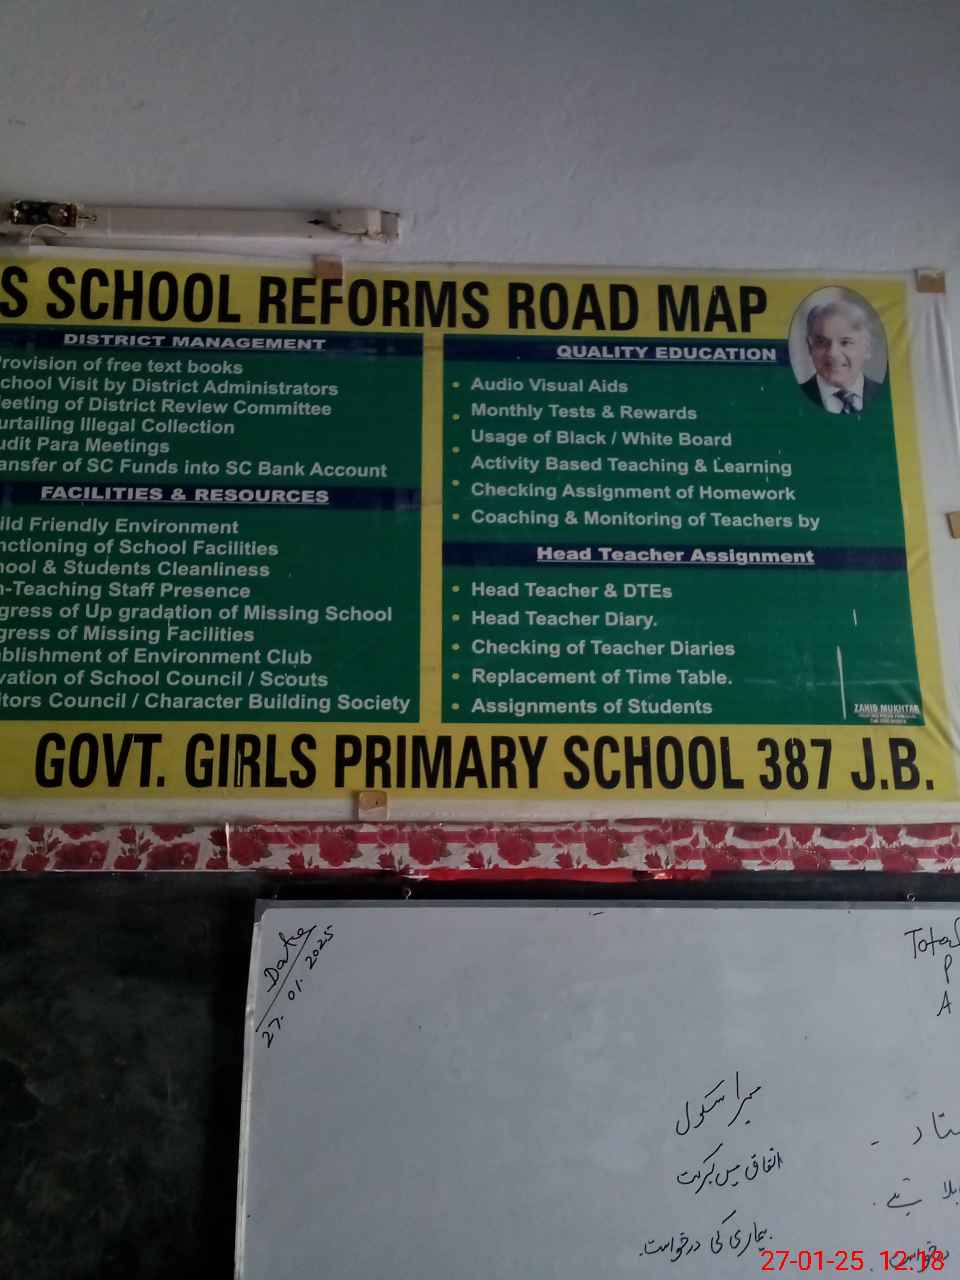 S SCHOOL REFORMS ROAD MAP
DISTRICT MANAGEMENT
rovision of free text books
chool Visit by District Administrators
eeting of District Review Committee
urtailing Illegal Collection
udit Para Meetings
ansfer of SC Funds into SC Bank Account
FACILITIES & RESOURCES
ild Friendly Environment
nctioning of School Facilities
hool & Students Cleanliness
n-Teaching Staff Presence
gress of Up gradation of Missing School
gress of Missing Facilities
ablishment of Environment Club
vation of School Council / Scouts
itors Council / Character Building Society
QUALITY EDUCATION
• Audio Visual Aids
• Monthly Tests & Rewards
• Usage of Black / White Board
• Activity Based Teaching & Learning
• Checking Assignment of Homework
• Coaching & Monitoring of Teachers by
Head Teacher Assignment
• Head Teacher & DTEs
• Head Teacher Diary.
• Checking of Teacher Diaries
• Replacement of Time Table.
• Assignments of Students
ZAHID MUKHTAR
GOVT. GIRLS PRIMARY SCHOOL 387 J.B.
Date
27.01.2025
Total
P
A
میرا سکول
اتفاق میں برکت
بیماری کی درخواست
27-01-25 12:18